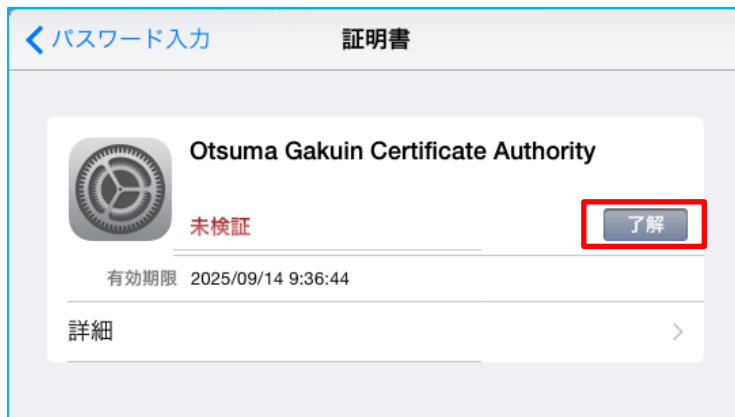 パスワード入力 証明書
Otsuma Gakuin Certificate Authority
未検証 了解
有効期限 2025/09/14 9:36:44
詳細